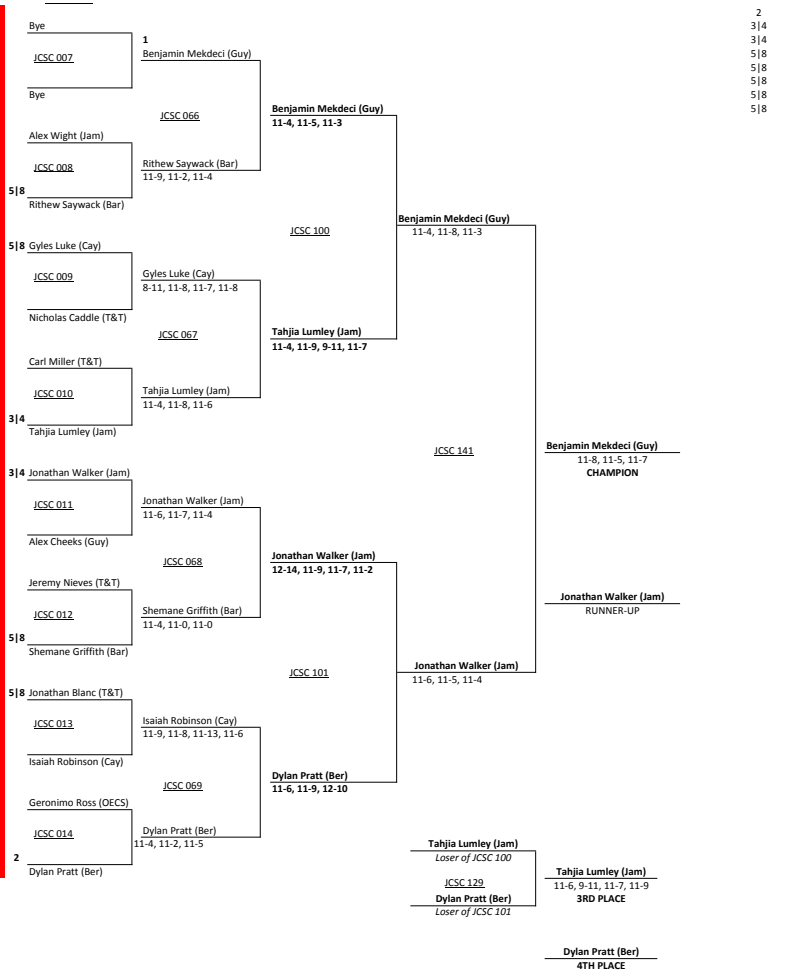 2
3|4
3|4
5|8
5|8
5|8
5|8
5|8
Bye
JCSC 007
Bye
Alex Wight (Jam)
JCSC 008
5|8
Rithew Saywack (Bar)
5|8 Gyles Luke (Cay)
JCSC 009
Nicholas Caddle (T&T)
Carl Miller (T&T)
JCSC 010
3|4
Tahjia Lumley (Jam)
3|4 Jonathan Walker (Jam)
JCSC 011
Alex Cheeks (Guy)
Jeremy Nieves (T&T)
JCSC 012
5|8
Shemane Griffith (Bar)
5|8 Jonathan Blanc (T&T)
JCSC 013
Isaiah Robinson (Cay)
Geronimo Ross (OECS)
JCSC 014
2
Dylan Pratt (Ber)
1
Benjamin Mekdeci (Guy)
JCSC 066
Rithew Saywack (Bar)
11-9, 11-2, 11-4
Gyles Luke (Cay)
8-11, 11-8, 11-7, 11-8
JCSC 067
Tahjia Lumley (Jam)
11-4, 11-8, 11-6
Jonathan Walker (Jam)
11-6, 11-7, 11-4
JCSC 068
Shemane Griffith (Bar)
11-4, 11-0, 11-0
Isaiah Robinson (Cay)
11-9, 11-8, 11-13, 11-6
JCSC 069
Dylan Pratt (Ber)
11-4, 11-2, 11-5
Benjamin Mekdeci (Guy)
11-4, 11-5, 11-3
JCSC 100
Tahjia Lumley (Jam)
11-4, 11-9, 9-11, 11-7
Jonathan Walker (Jam)
12-14, 11-9, 11-7, 11-2
JCSC 101
Dylan Pratt (Ber)
11-6, 11-9, 12-10
Benjamin Mekdeci (Guy)
11-4, 11-8, 11-3
JCSC 141
Jonathan Walker (Jam)
11-6, 11-5, 11-4
Benjamin Mekdeci (Guy)
11-8, 11-5, 11-7
CHAMPION
Jonathan Walker (Jam)
RUNNER-UP
Tahjia Lumley (Jam)
Loser of JCSC 100
JCSC 129
Dylan Pratt (Ber)
Loser of JCSC 101
Tahjia Lumley (Jam)
11-6, 9-11, 11-7, 11-9
3RD PLACE
Dylan Pratt (Ber)
4TH PLACE